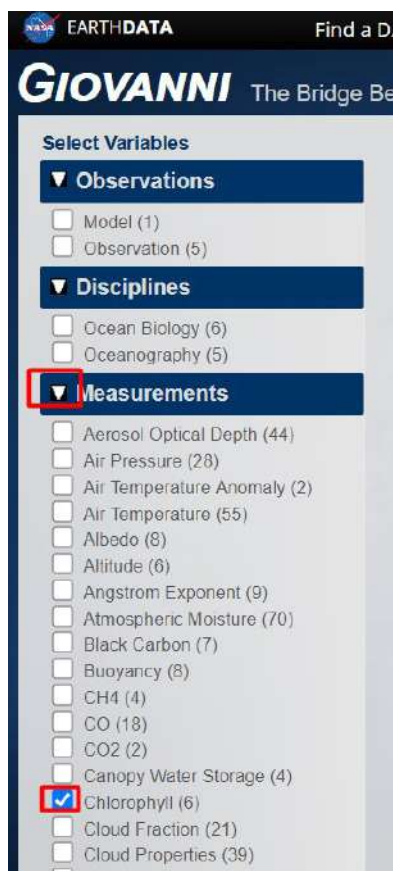 EARTHDATA
Find a D
GIOVANNI The Bridge Be
Select Variables
Observations
Model (1)
Observation (5)
Disciplines
Ocean Biology (6)
Oceanography (5)
Measurements
Aerosol Optical Depth (44)
Air Pressure (28)
Air Temperature Anomaly (2)
Air Temperature (55)
Albedo (8)
Altitude (6)
Angstrom Exponent (9)
Atmospheric Moisture (70)
Black Carbon (7)
Buoyancy (8)
CH4 (4)
CO (18)
CO2 (2)
Canopy Water Storage (4)
Chlorophyll (6)
Cloud Fraction (21)
Cloud Properties (39)